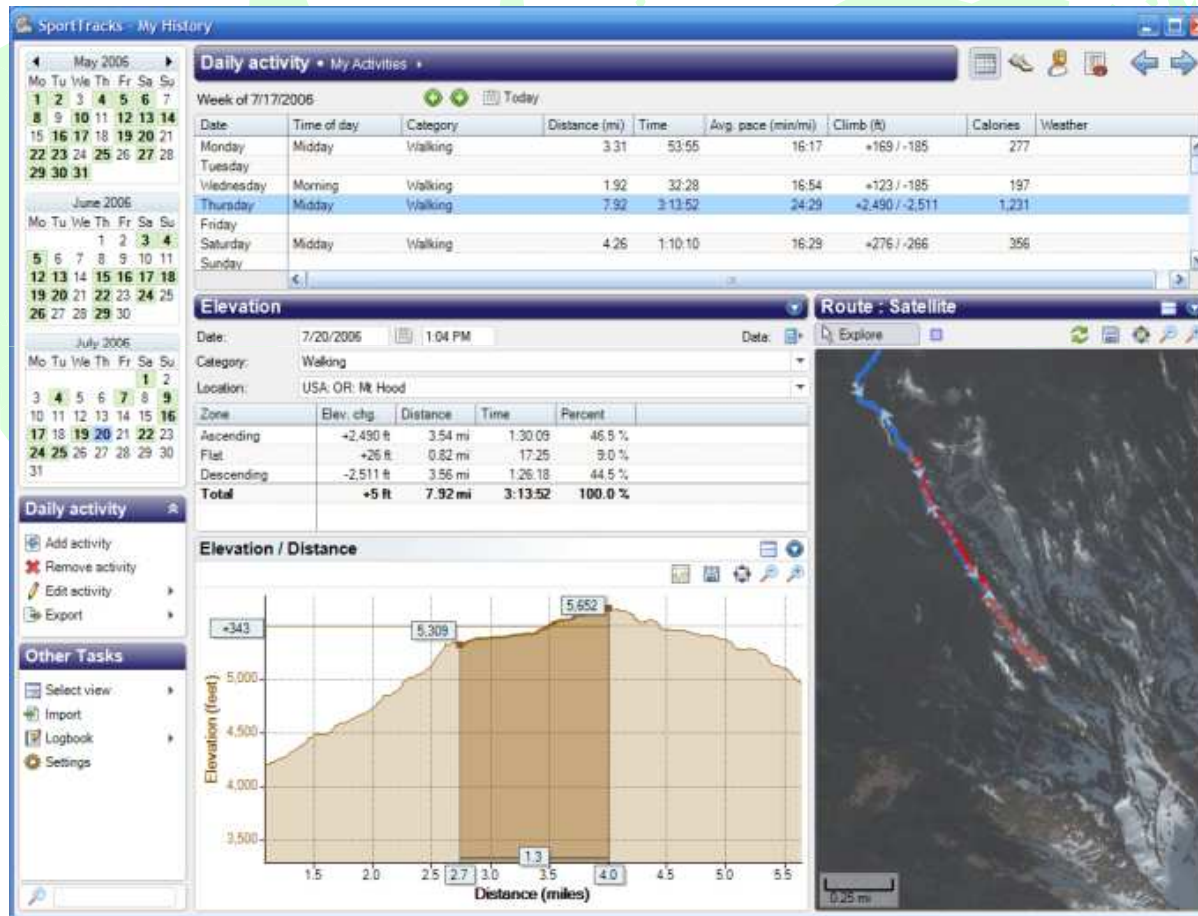 SportTracks - My History
May 2006
Mo Tu We Th Fr Sa Su
1 2 3 4 5 6 7
8 9 10 11 12 13 14
15 16 17 18 19 20 21
22 23 24 25 26 27 28
29 30 31
June 2006
Mo Tu We Th Fr Sa Su
1 2 3 4
5 6 7 8 9 10 11
12 13 14 15 16 17 18
19 20 21 22 23 24 25
26 27 28 29 30
July 2006
Mo Tu We Th Fr Sa Su
1 2
3 4 5 6 7 8 9
10 11 12 13 14 15 16
17 18 19 20 21 22 23
24 25 26 27 28 29 30
31
Daily activity
Add activity
Remove activity
Edit activity
Export
Other Tasks
Select view
Import
Logbook
Settings
Daily activity • My Activities
Week of 7/17/2006 Today
Date Time of day Category Distance (mi) Time Avg. pace (min/mi) Climb (ft) Calories Weather
Monday Midday Walking 3.31 53:55 16:17 +169 / -185 277
Tuesday
Wednesday Morning Walking 1.92 32:28 16:54 +123 / -185 197
Thursday Midday Walking 7.92 3:13:52 24:29 +2,490 / -2,511 1,231
Friday
Saturday Midday Walking 4.26 1:10:10 16:29 +276 / -266 356
Sunday
Elevation
Date: 7/20/2006 1:04 PM Data:
Category: Walking
Location: USA: OR: Mt. Hood
Zone Elev. chg. Distance Time Percent
Ascending +2,490 ft 3.54 mi 1:30:09 46.5 %
Flat +26 ft 0.82 mi 17:25 9.0 %
Descending -2,511 ft 3.56 mi 1:26:18 44.5 %
Total +5 ft 7.92 mi 3:13:52 100.0 %
Elevation / Distance
5,652
+343 5,309
5,000
4,500
4,000
3,500
Elevation (feet)
1.3
1.5 2.0 2.5 2.7 3.0 3.5 4.0 4.5 5.0 5.5
Distance (miles)
Route : Satellite
Explore
0.25 mi